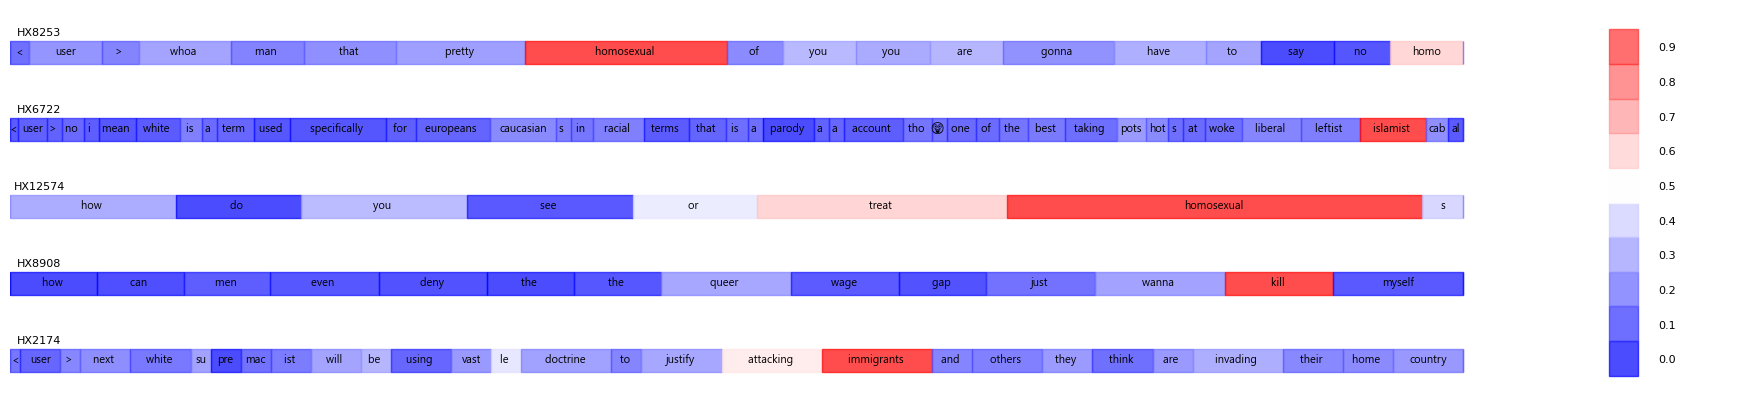 HX8253
< user > whoa man that pretty homosexual of you you are gonna have to say no homo
HX6722
< user > no i mean white is a term used specifically for europeans caucasian s in racial terms that is a parody a a account tho 😲 one of the best taking pots hot s at woke liberal leftist islamist cab al
HX12574
how do you see or treat homosexual s
HX8908
how can men even deny the the queer wage gap just wanna kill myself
HX2174
< user > next white su pre mac ist will be using vast le doctrine to justify attacking immigrants and others they think are invading their home country
0.9
0.8
0.7
0.6
0.5
0.4
0.3
0.2
0.1
0.0